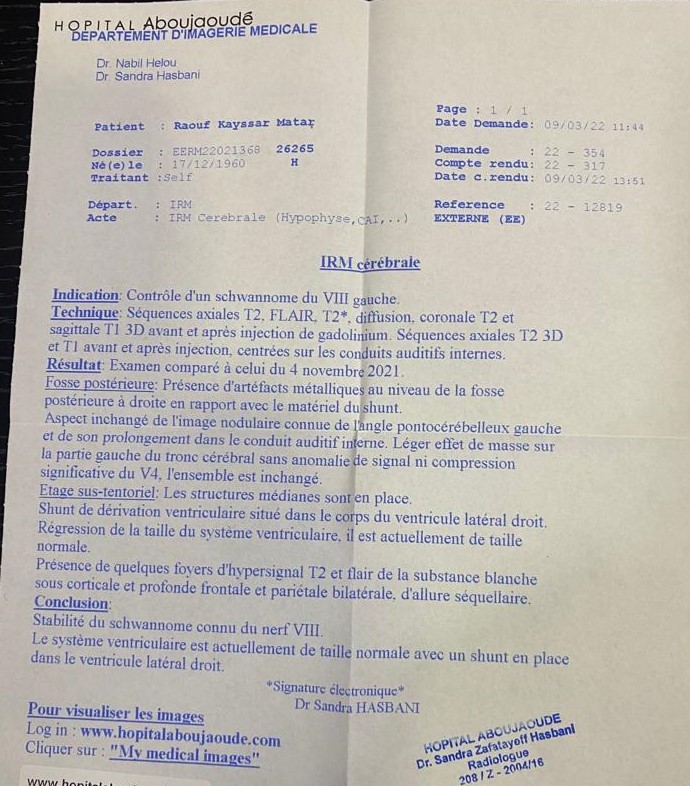 HOPITAL Aboujaoudé
DÉPARTEMENT D'IMAGERIE MEDICALE
Dr. Nabil Helou
Dr. Sandra Hasbani
Page : 1 / 1
Patient : Raouf Kayssar Matar
Date Demande: 09/03/22 11:44
Dossier : EERM22021368 26265
Demande : 22 - 354
Né(e)le : 17/12/1960 H
Compte rendu: 22 - 317
Traitant :Self
Date c.rendu: 09/03/22 13:51
Départ. : IRM
Reference : 22 - 12819
Acte : IRM Cerebrale (Hypophyse,CAI,..)
EXTERNE (EE)
IRM cérébrale
Indication: Contrôle d'un schwannome du VIII gauche.
Technique: Séquences axiales T2, FLAIR, T2*, diffusion, coronale T2 et
sagittale T1 3D avant et après injection de gadolinium. Séquences axiales T2 3D
et T1 avant et après injection, centrées sur les conduits auditifs internes.
Résultat: Examen comparé à celui du 4 novembre 2021.
Fosse postérieure: Présence d'artéfacts métalliques au niveau de la fosse
postérieure à droite en rapport avec le matériel du shunt.
Aspect inchangé de l'image nodulaire connue de l'angle pontocérébelleux gauche
et de son prolongement dans le conduit auditif interne. Léger effet de masse sur
la partie gauche du tronc cérébral sans anomalie de signal ni compression
significative du V4, l'ensemble est inchangé.
Etage sus-tentoriel: Les structures médianes sont en place.
Shunt de dérivation ventriculaire situé dans le corps du ventricule latéral droit.
Régression de la taille du système ventriculaire, il est actuellement de taille
normale.
Présence de quelques foyers d'hypersignal T2 et flair de la substance blanche
sous corticale et profonde frontale et pariétale bilatérale, d'allure séquellaire.
Conclusion:
Stabilité du schwannome connu du nerf VIII.
Le système ventriculaire est actuellement de taille normale avec un shunt en place
dans le ventricule latéral droit.
*Signature électronique*
Dr Sandra HASBANI
Pour visualiser les images
Log in : www.hopitalaboujaoude.com
Cliquer sur : "My medical images"
HOPITAL ABOUJAOUDE
Dr. Sandra Zafatayoff Hasbani
Radiologue
208 / Z - 2004/16